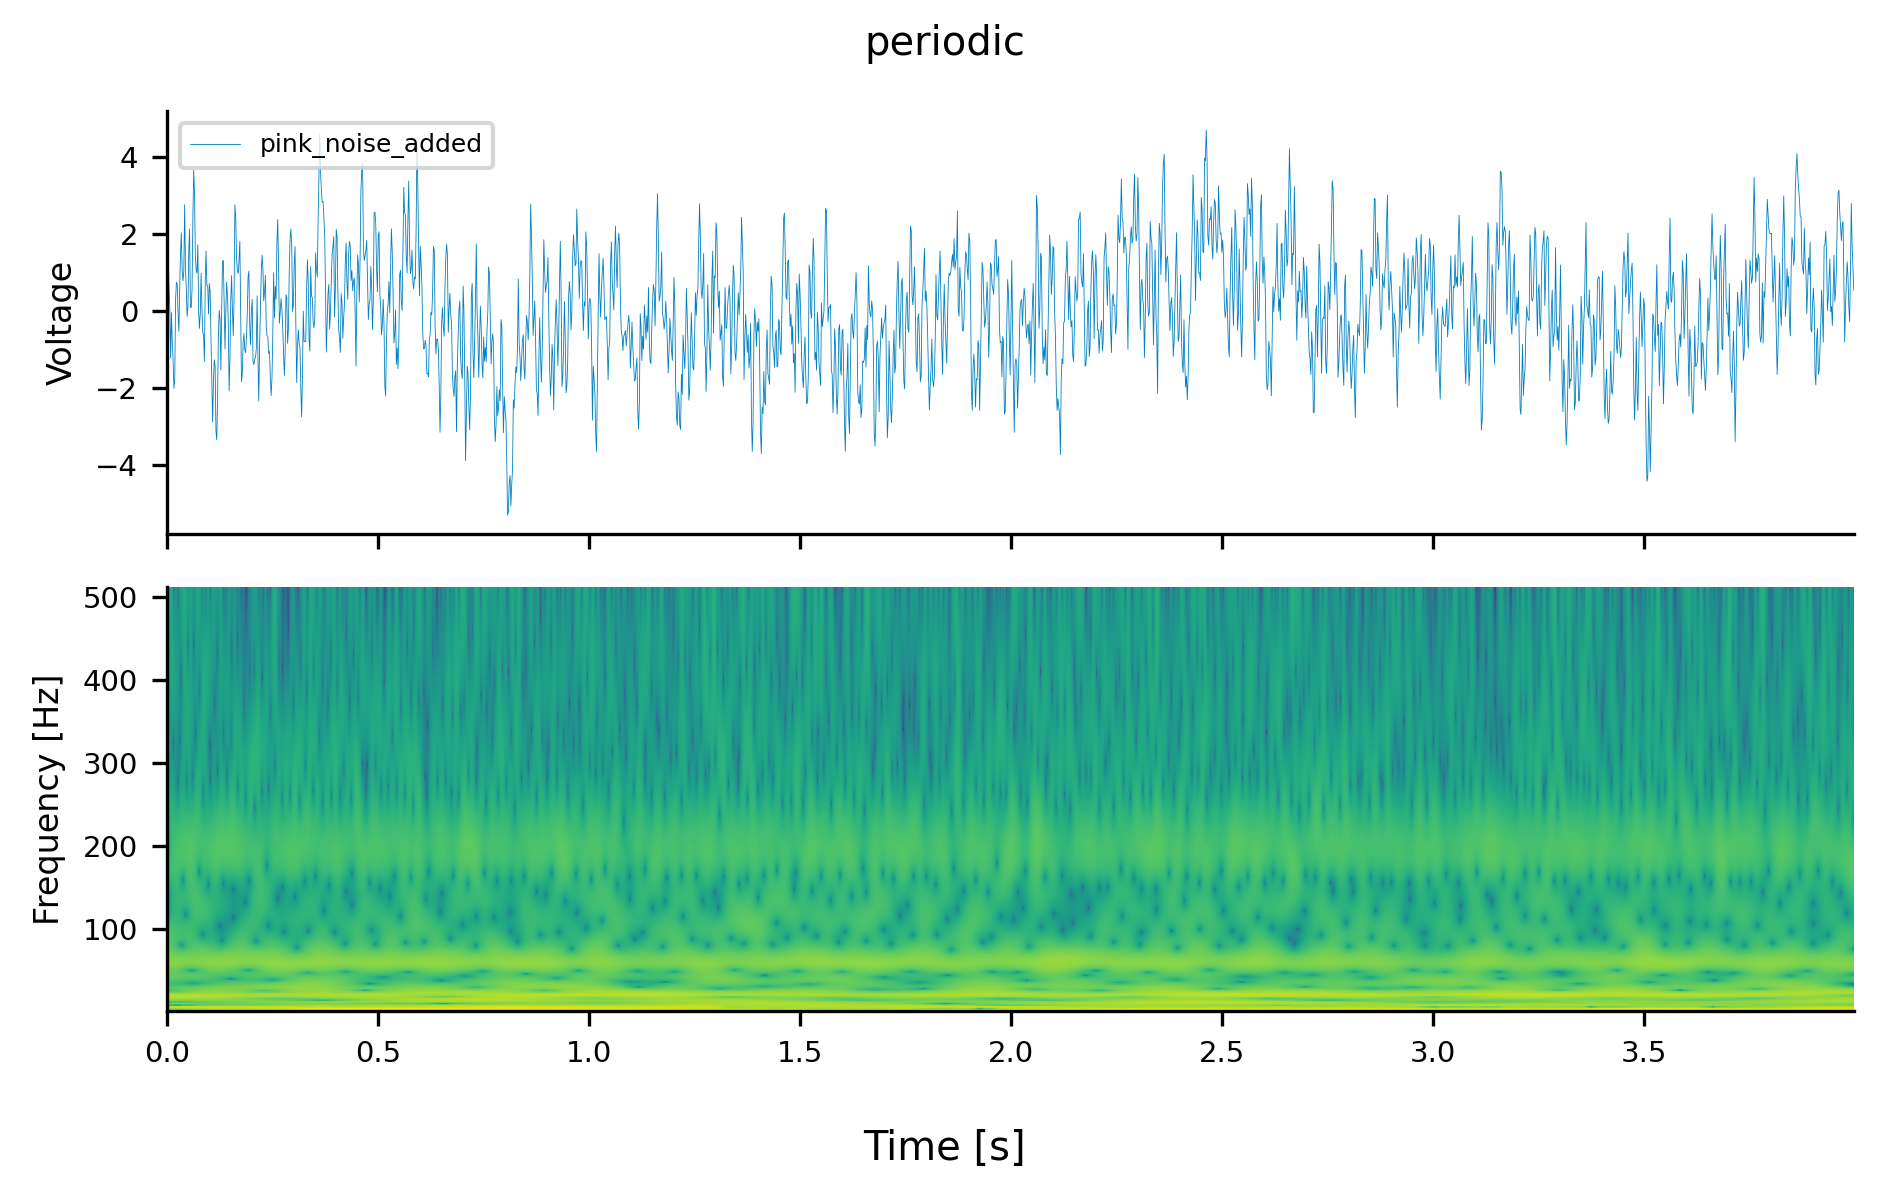 periodic
pink_noise_added
Voltage
4
2
0
−2
−4
Frequency [Hz]
500
400
300
200
100
0.0 0.5 1.0 1.5 2.0 2.5 3.0 3.5
Time [s]